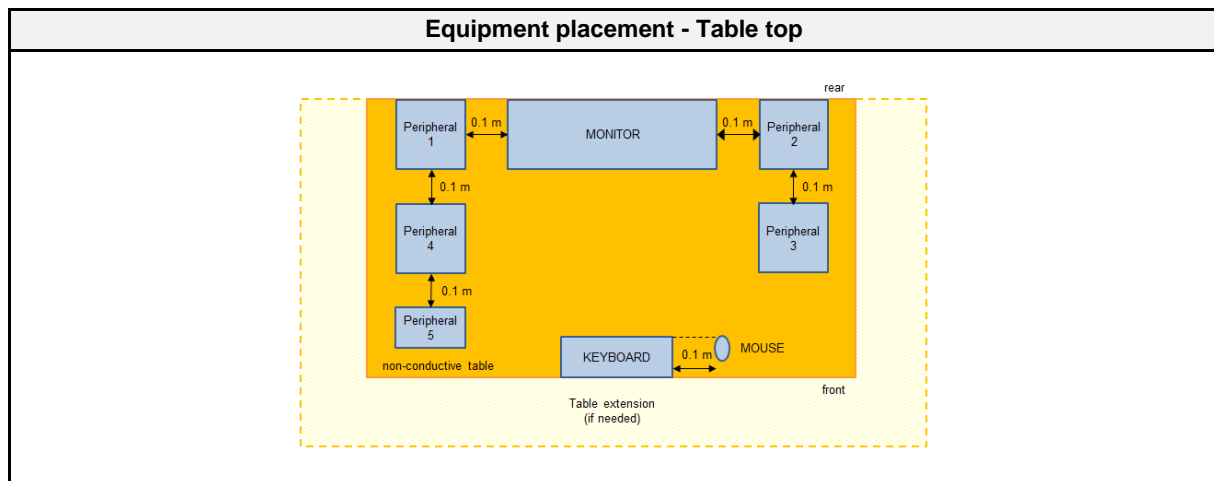 Equipment placement - Table top
rear
Peripheral
1
0.1 m
MONITOR
0.1 m
Peripheral
2
0.1 m
0.1 m
Peripheral
4
Peripheral
3
0.1 m
Peripheral
5
KEYBOARD
0.1 m
MOUSE
non-conductive table
front
Table extension
(if needed)